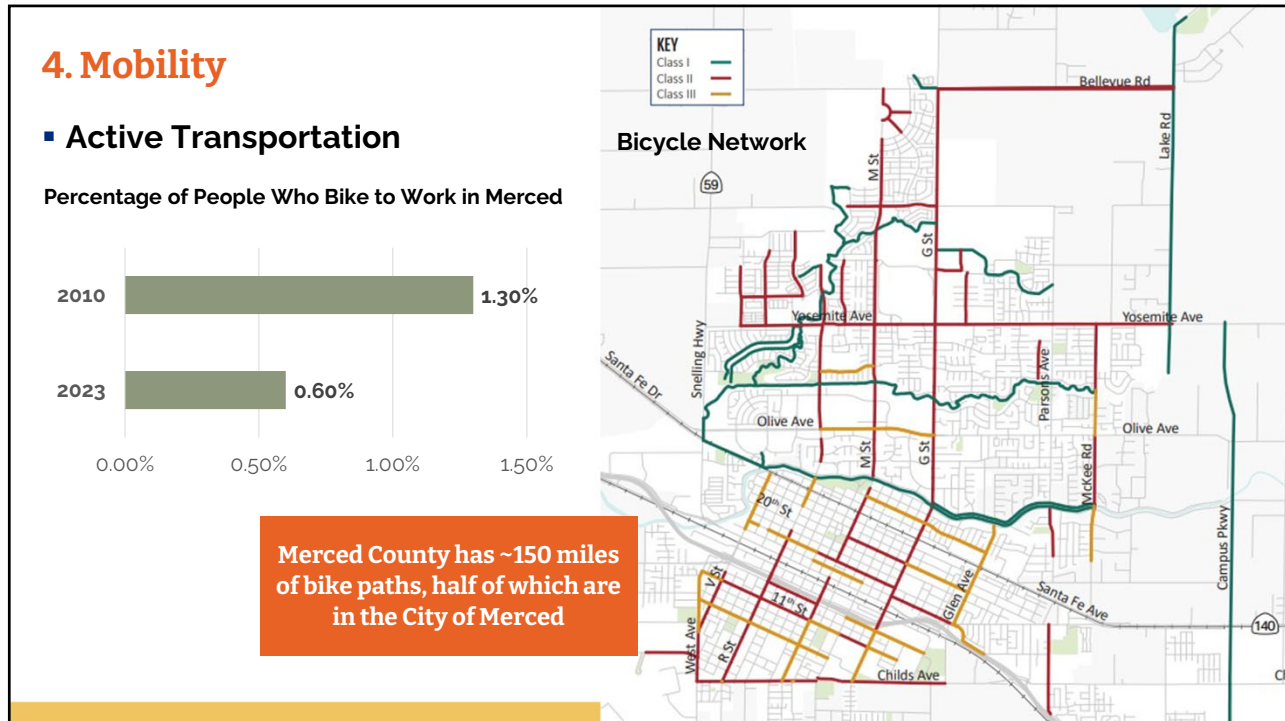 4. Mobility
▪ Active Transportation
Percentage of People Who Bike to Work in Merced
2010
1.30%
2023
0.60%
0.00%
0.50%
1.00%
1.50%
Merced County has ~150 miles
of bike paths, half of which are
in the City of Merced
KEY
Class I
Class II
Class III
Bicycle Network
Bellevue Rd
Lake Rd
M St
59
G St
Yosemite Ave
Yosemite Ave
Snelling Hwy
Santa Fe Dr
Parsons Ave
Olive Ave
Olive Ave
M St
G St
McKee Rd
20th St
Campus Pkwy
V St
11th St
Glen Ave
Santa Fe Ave
140
West Ave
R St
Childs Ave